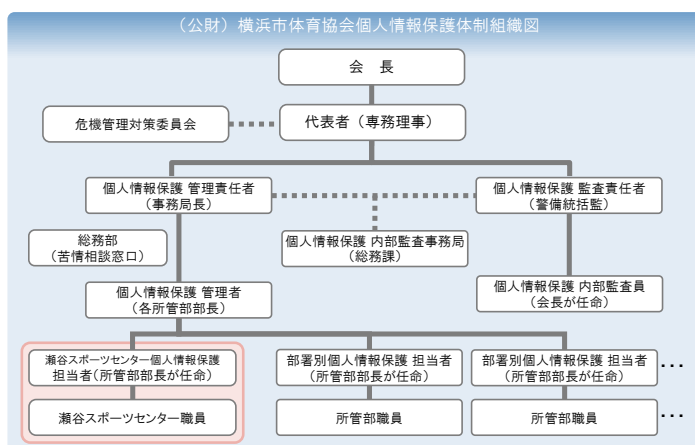 （公財）横浜市体育協会個人情報保護体制組織図
会　長
危機管理対策委員会
代表者（専務理事）
個人情報保護 管理責任者
（事務局長）
個人情報保護 監査責任者
（警備統括監）
総務部
（苦情相談窓口）
個人情報保護 内部監査事務局
（総務課）
個人情報保護 管理者
（各所管部部長）
個人情報保護 内部監査員
（会長が任命）
瀬谷スポーツセンター個人情報保護
担当者（所管部部長が任命）
部署別個人情報保護 担当者
（所管部部長が任命）
部署別個人情報保護 担当者
（所管部部長が任命）
…
瀬谷スポーツセンター職員
所管部職員
所管部職員
…